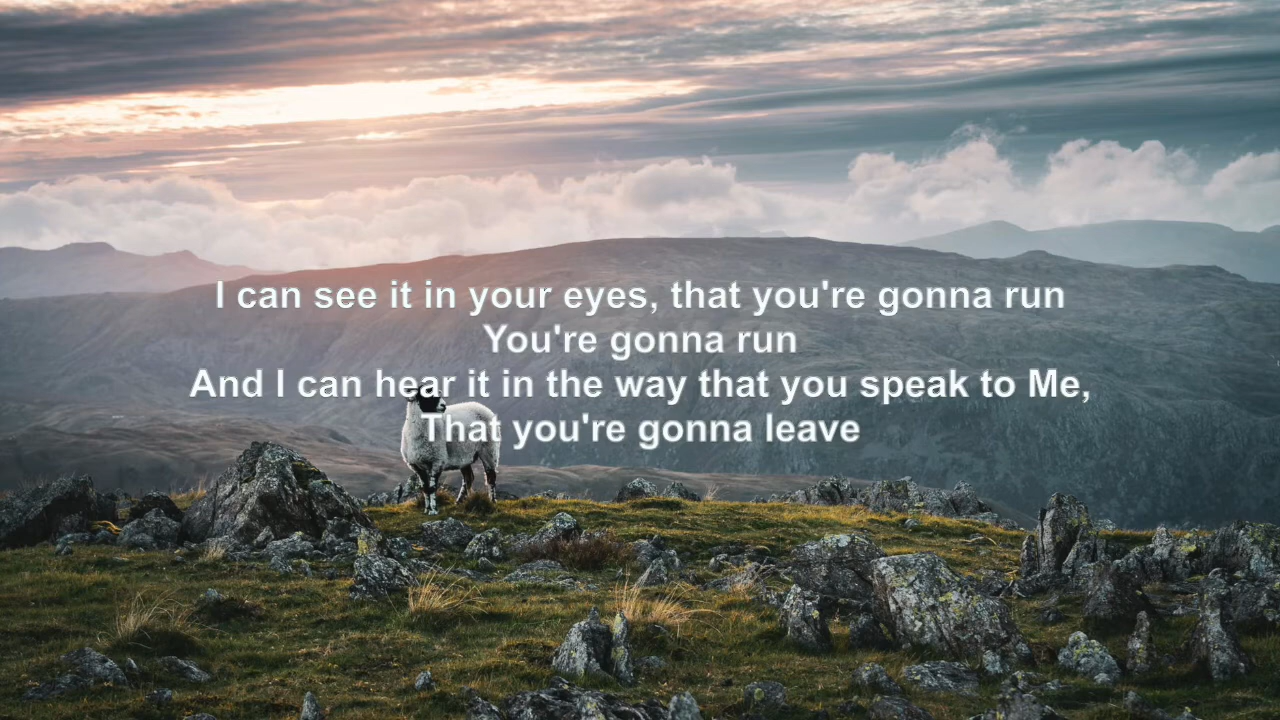 I can see it in your eyes, that you're gonna run
You're gonna run
And I can hear it in the way that you speak to Me,
That you're gonna leave